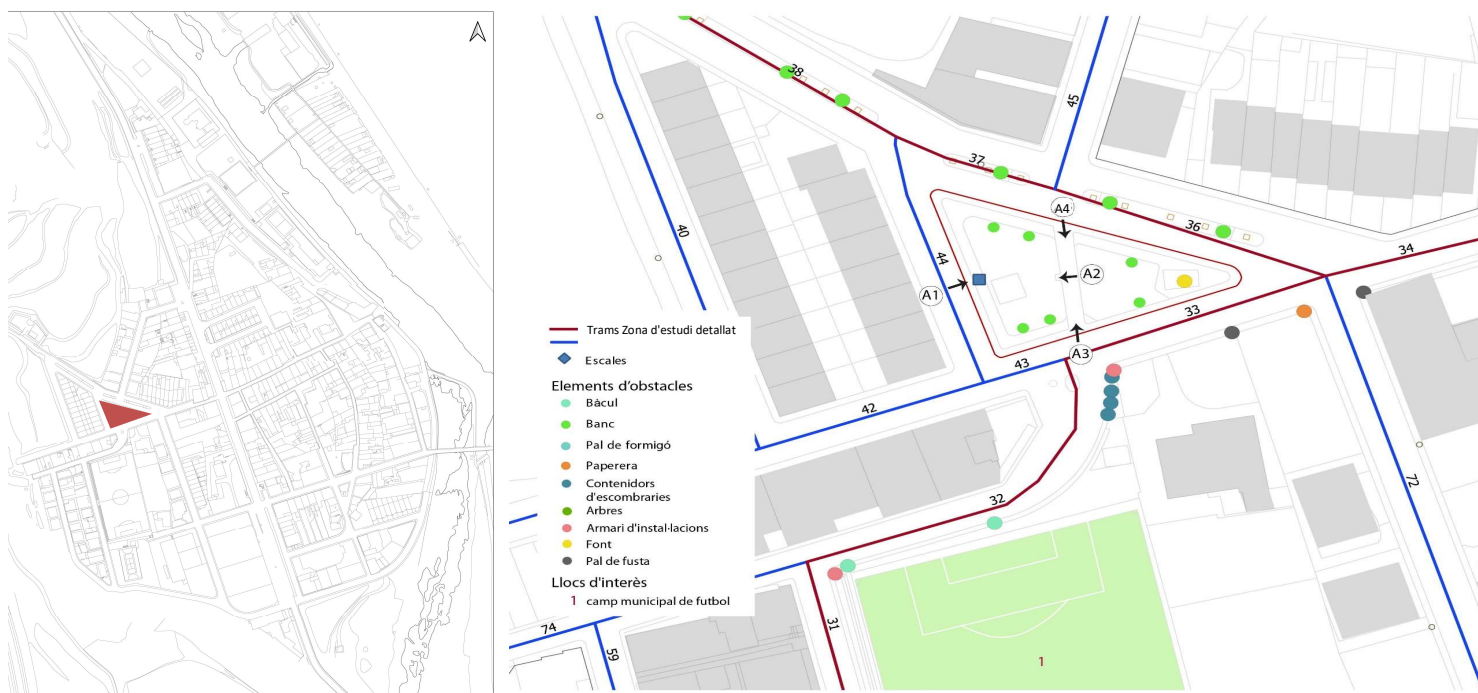 38
45
37
A4
36
40
34
44
A2
A1
33
A3
43
42
72
32
31
74
59
1
Trams Zona d'estudi detallat
Escales
Elements d'obstacles
Bàcul
Banc
Pal de formigó
Paperera
Contenidors
d'escombraries
Arbres
Armari d'instal·lacions
Font
Pal de fusta
Llocs d'interès
1 camp municipal de futbol